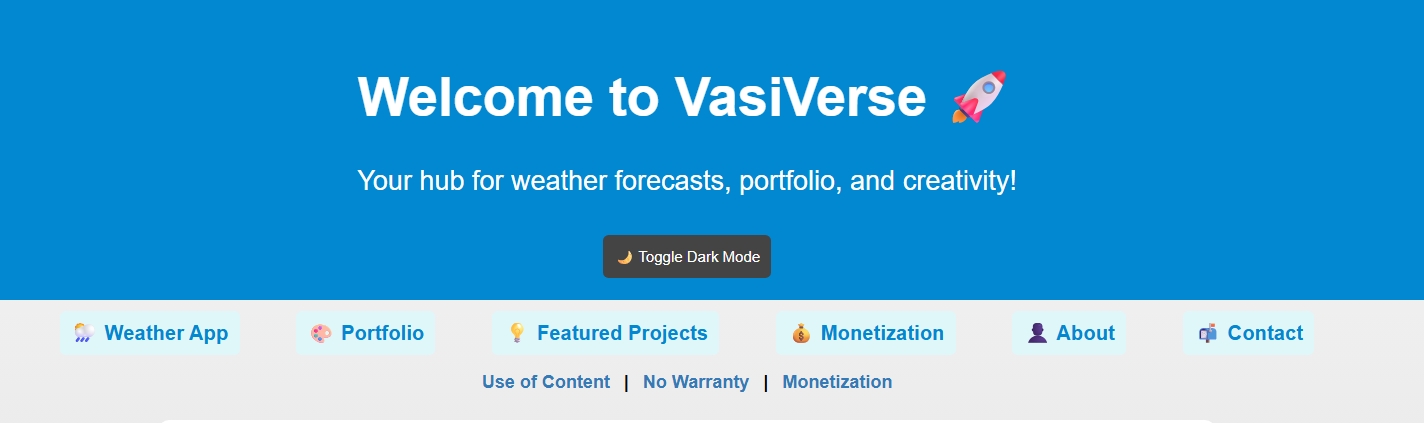 Welcome to VasiVerse 🚀
Your hub for weather forecasts, portfolio, and creativity!
🌙 Toggle Dark Mode
🌦️ Weather App 🎨 Portfolio 💡 Featured Projects 💰 Monetization 👤 About 📬 Contact
Use of Content | No Warranty | Monetization